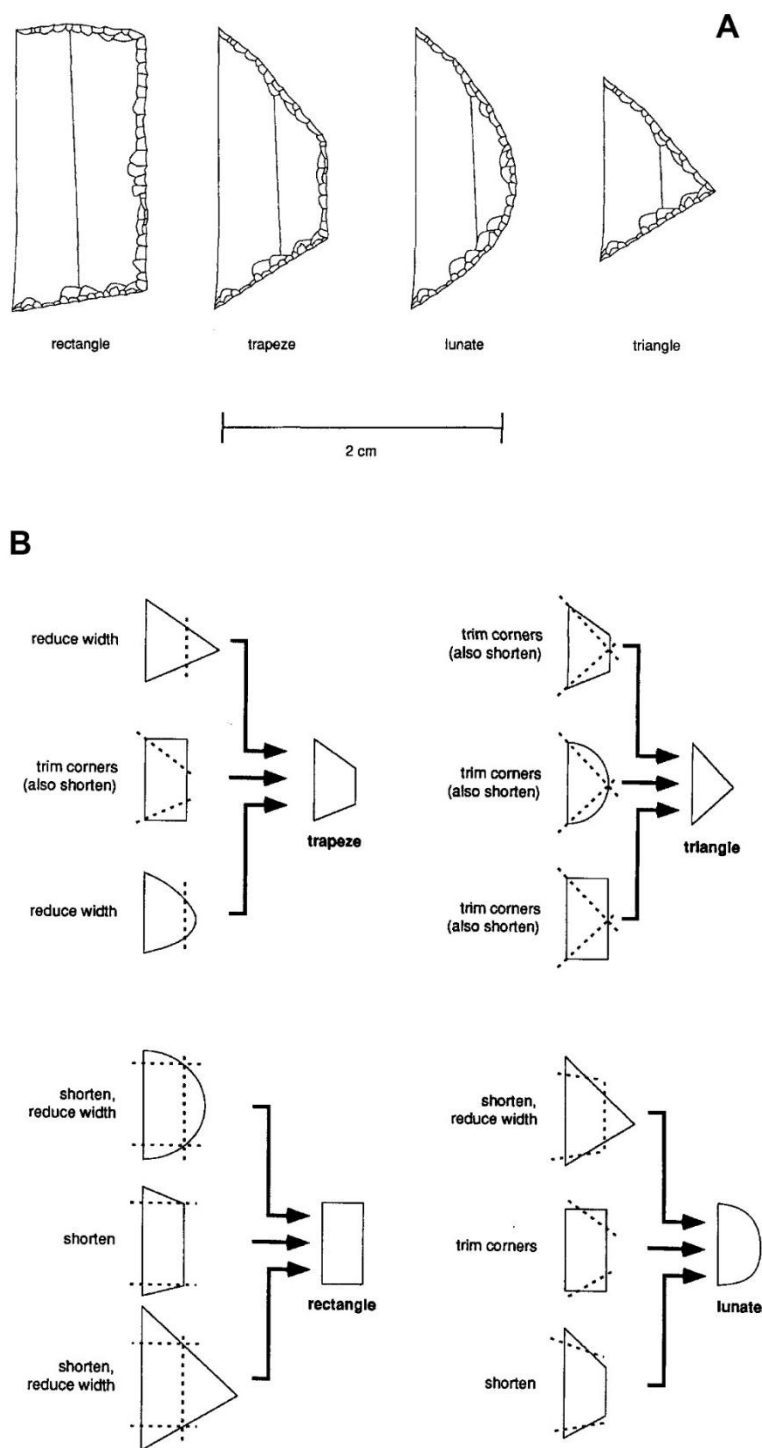 A
rectangle
trapeze
lunate
triangle
2 cm
B
reduce width
trim corners
(also shorten)
reduce width
trapeze
trim corners
(also shorten)
trim corners
(also shorten)
trim corners
(also shorten)
triangle
shorten,
reduce width
shorten
shorten,
reduce width
rectangle
shorten,
reduce width
trim corners
shorten
lunate